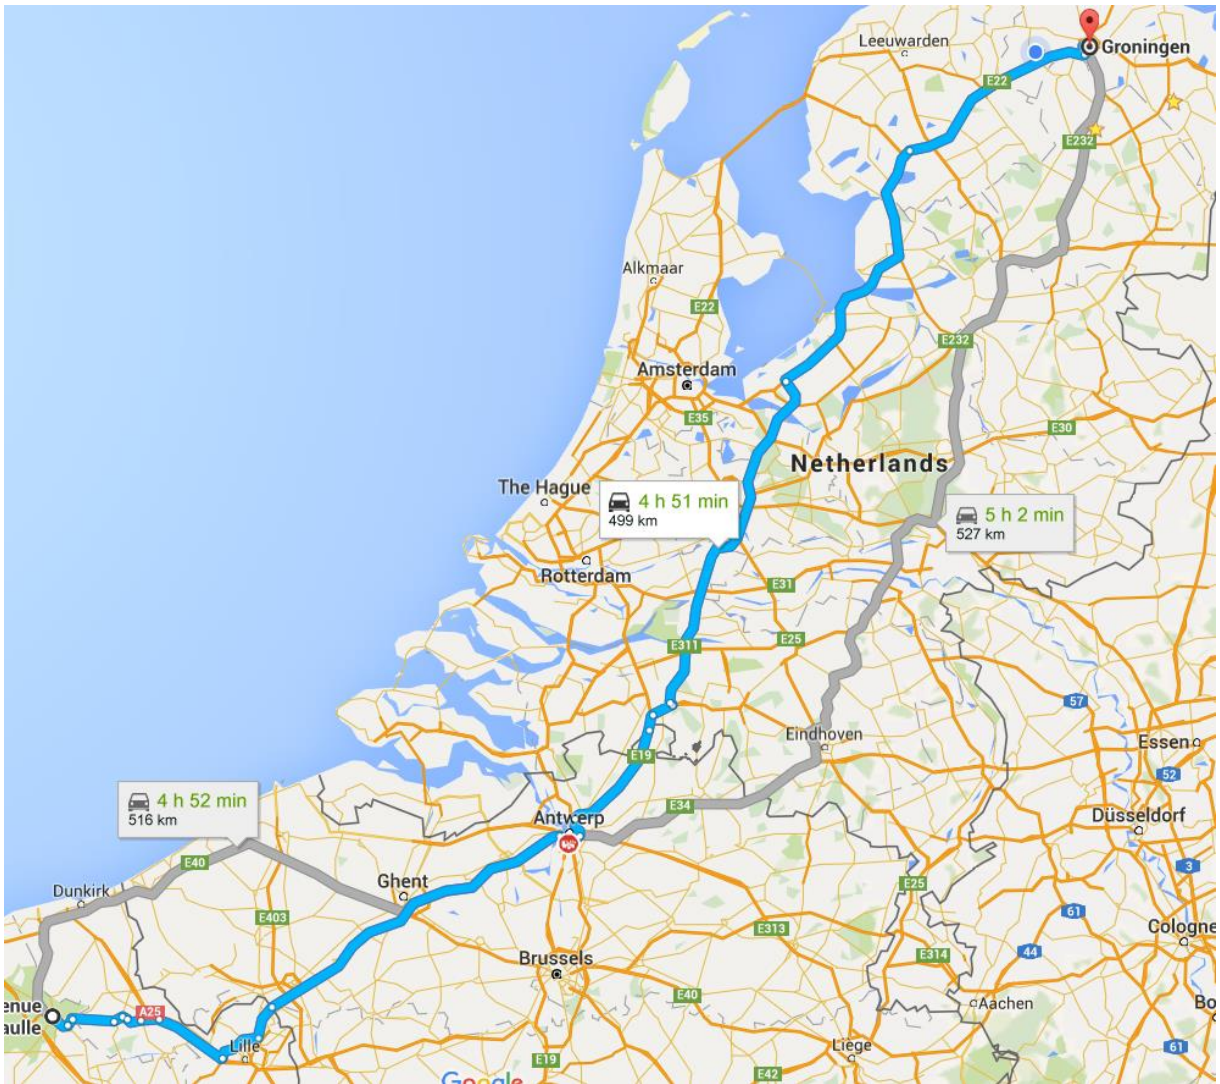 Leeuwarden
Groningen
E22
E232
Alkmaar
E22
E232
Amsterdam
E35
E30
Netherlands
The Hague
4 h 51 min
499 km
5 h 2 min
527 km
Rotterdam
E31
E311
E25
57
Eindhoven
Essen
E19
52
4 h 52 min
516 km
E34
Antwerp
Düsseldorf
E40
3
Dunkirk
Ghent
E25
E403
61
E313
Cologne
Brussels
44
E314
E40
enue
aulle
A25
Aachen
Bo
Lille
Liège
61
E19
E42
Google